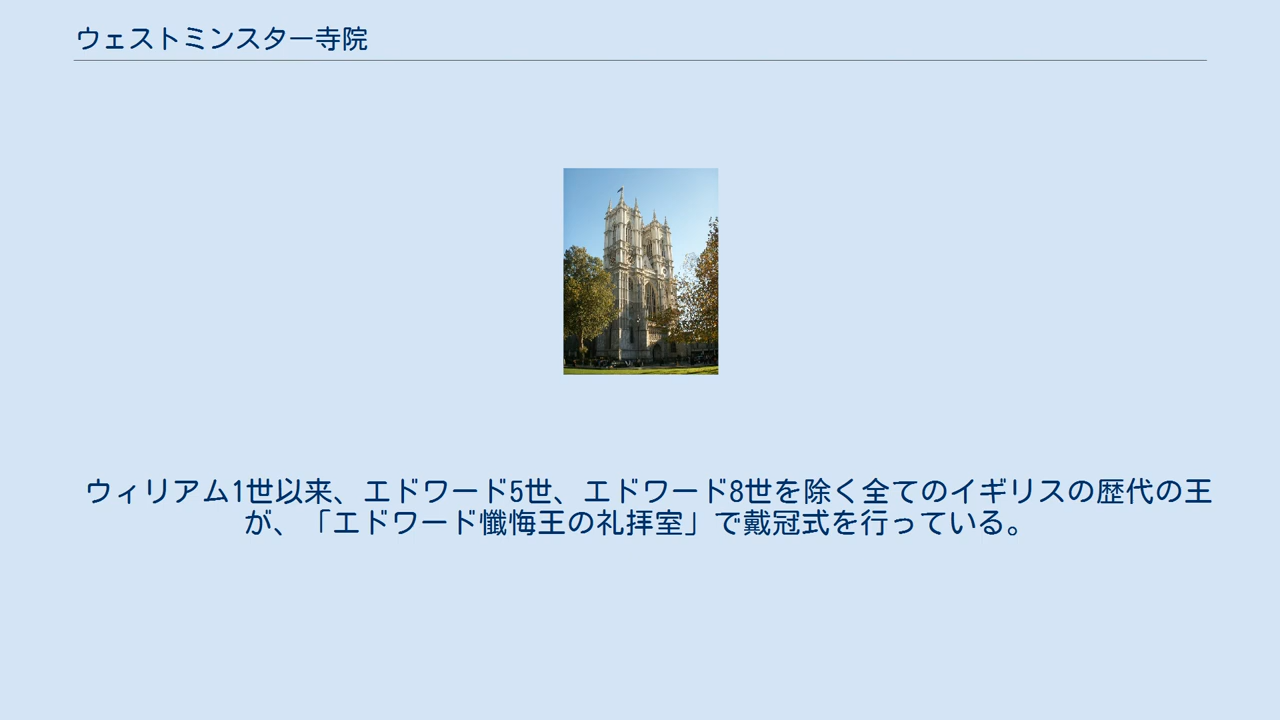 ウェストミンスター寺院
ウィリアム1世以来、エドワード5世、エドワード8世を除く全てのイギリスの歴代の王
が、「エドワード懺悔王の礼拝室」で戴冠式を行っている。